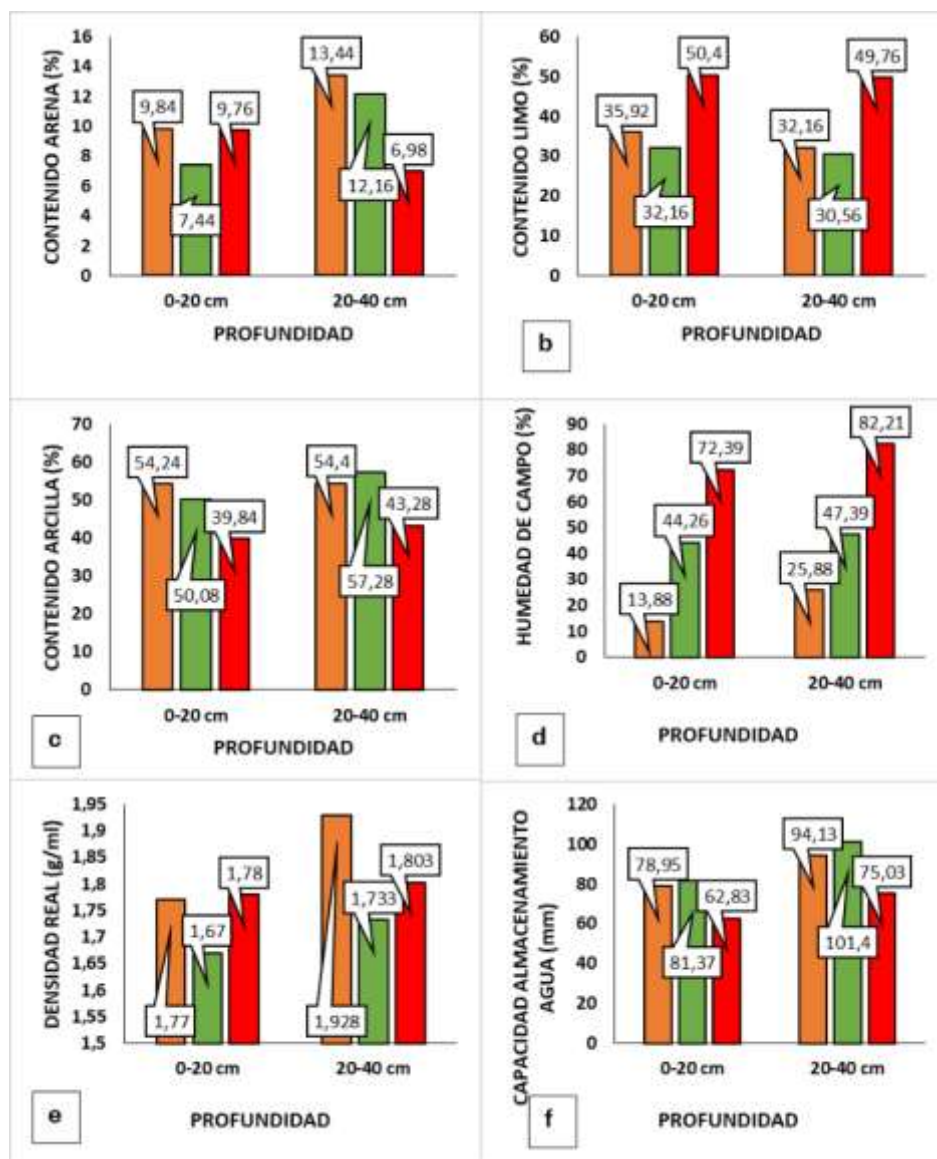 CONTENIDO ARENA (%)
16
14
12
10
8
6
4
2
0
9,84
7,44
9,76
13,44
12,16
6,98
0-20 cm
20-40 cm
PROFUNDIDAD
CONTENIDO LIMO (%)
60
50
40
30
20
10
0
35,92
32,16
50,4
32,16
30,56
49,76
0-20 cm
20-40 cm
PROFUNDIDAD
b
CONTENIDO ARCILLA (%)
70
60
50
40
30
20
10
0
54,24
50,08
39,84
54,4
57,28
43,28
0-20 cm
20-40 cm
PROFUNDIDAD
c
HUMEDAD DE CAMPO (%)
90
80
70
60
50
40
30
20
10
0
13,88
44,26
72,39
25,88
47,39
82,21
0-20 cm
20-40 cm
PROFUNDIDAD
d
DENSIDAD REAL (g/ml)
1,95
1,9
1,85
1,8
1,75
1,7
1,65
1,6
1,55
1,5
1,77
1,67
1,78
1,928
1,733
1,803
0-20 cm
20-40 cm
PROFUNDIDAD
e
CAPACIDAD ALMACENAMIENTO
AGUA (mm)
120
100
80
60
40
20
0
78,95
81,37
62,83
94,13
101,4
75,03
0-20 cm
20-40 cm
PROFUNDIDAD
f